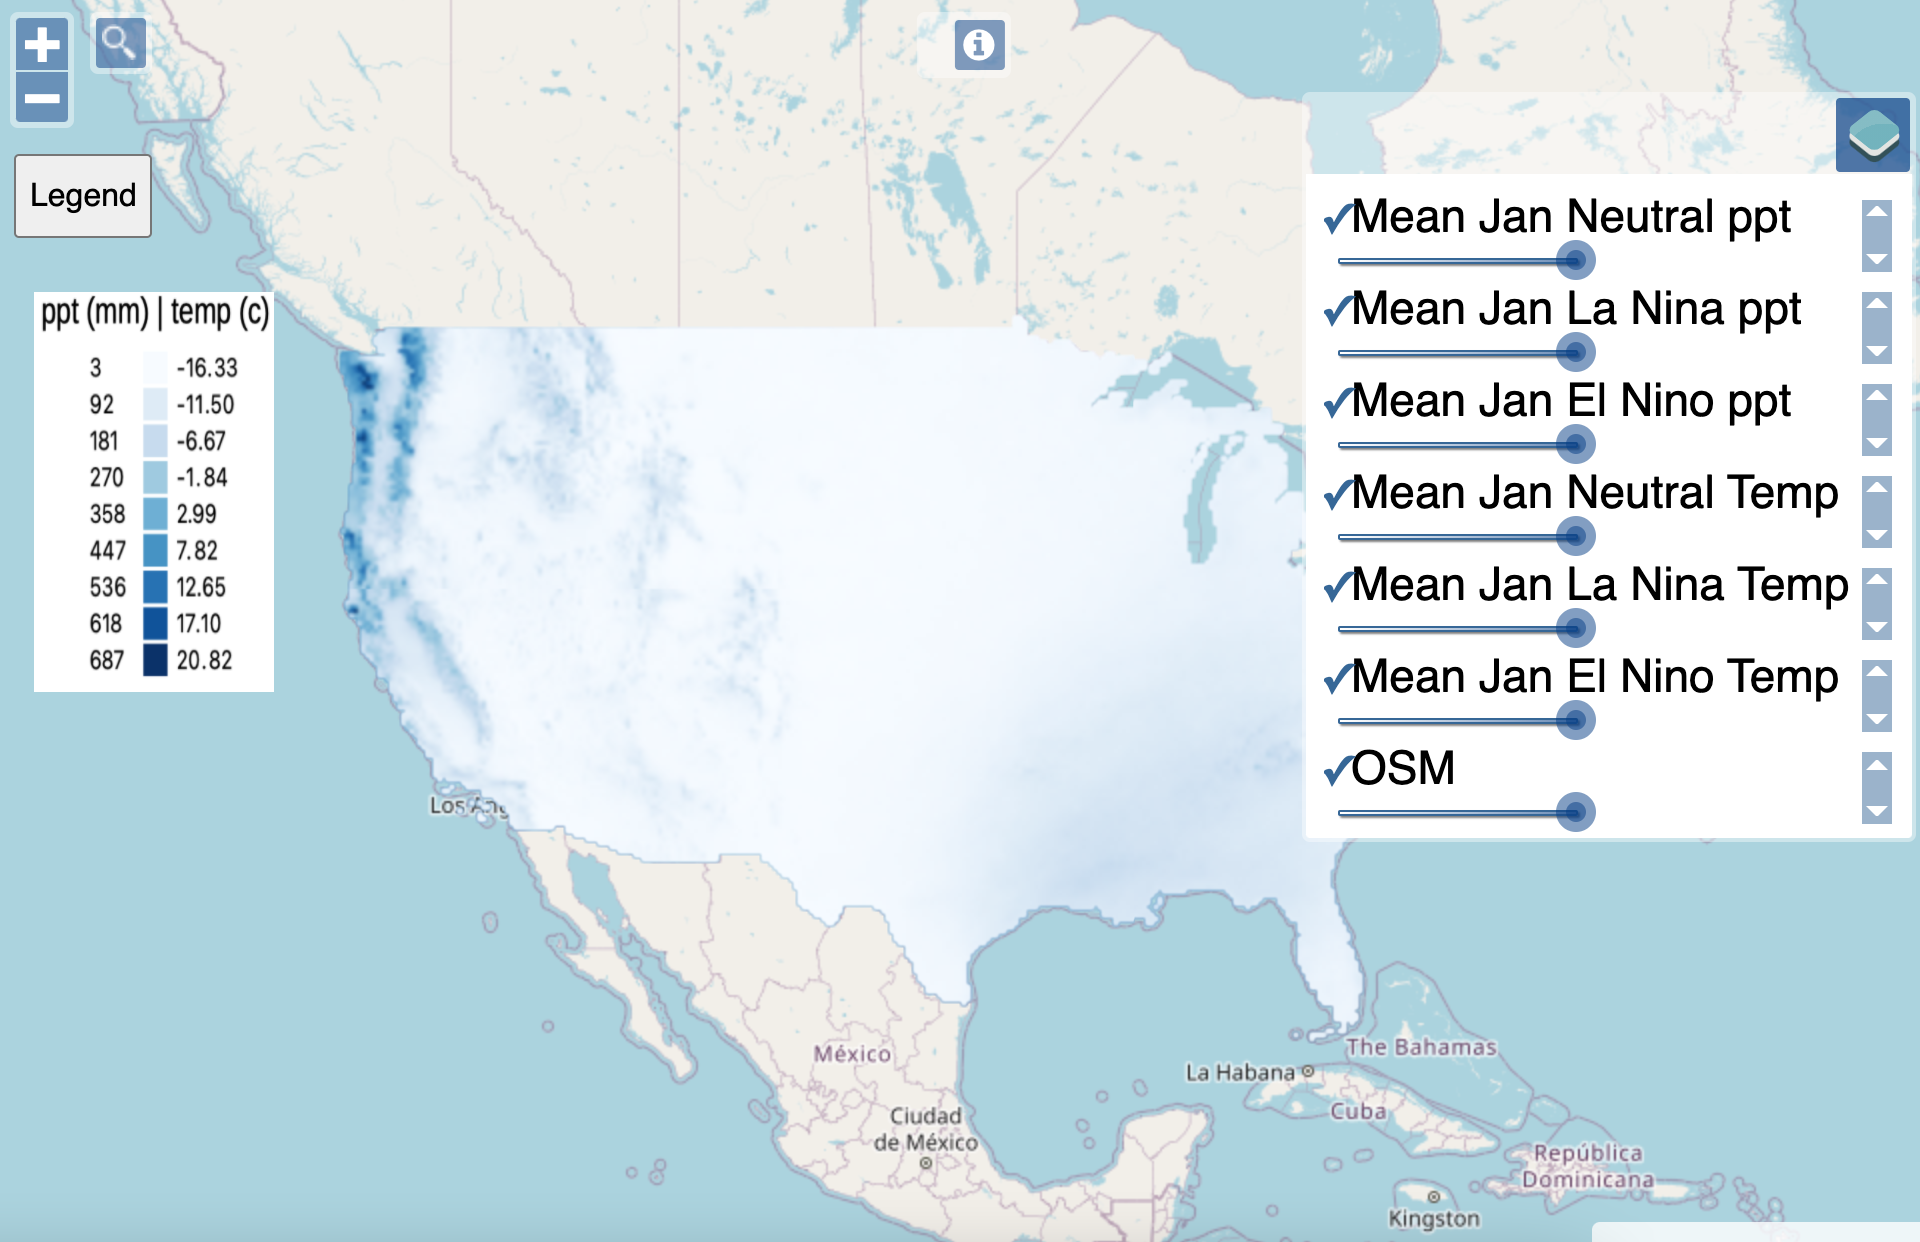 Legend
ppt (mm) | temp (c)
3 -16.33
92 -11.50
181 -6.67
270 -1.84
358 2.99
447 7.82
536 12.65
618 17.10
687 20.82
Mean Jan Neutral ppt
Mean Jan La Nina ppt
Mean Jan El Nino ppt
Mean Jan Neutral Temp
Mean Jan La Nina Temp
Mean Jan El Nino Temp
OSM
Los Ang
México
Ciudad
de México
La Habana
The Bahamas
Cuba
República
Dominicana
Kingston